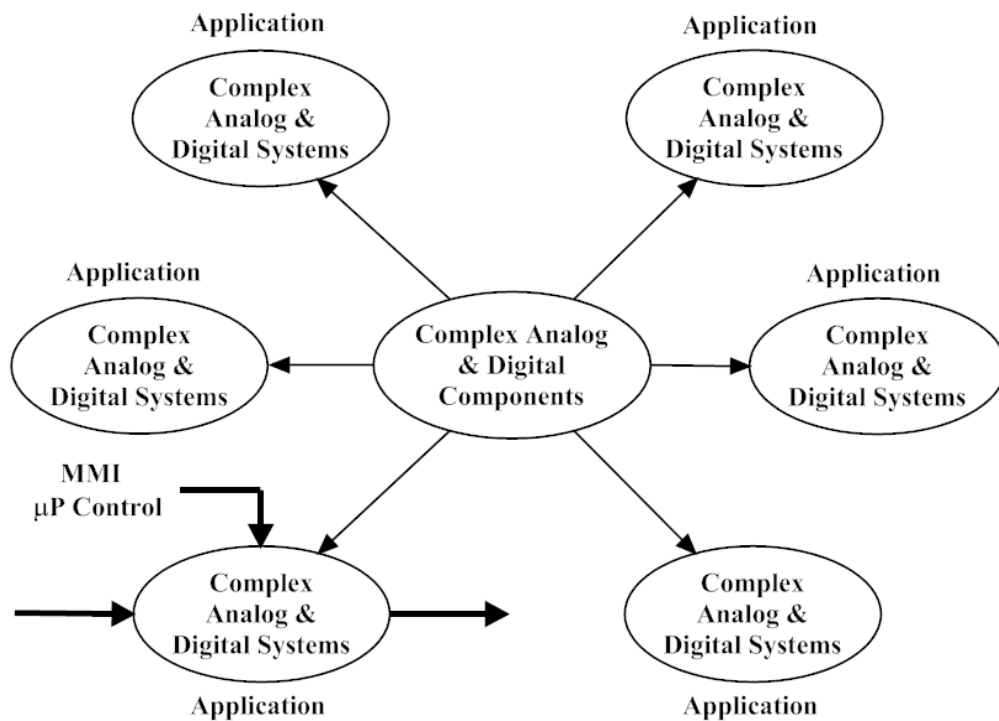 Application
Complex
Analog &
Digital Systems
Application
Complex
Analog &
Digital Systems
Application
Complex
Analog &
Digital Systems
Complex Analog
& Digital
Components
Application
Complex
Analog &
Digital Systems
MMI
μP Control
Complex
Analog &
Digital Systems
Application
Complex
Analog &
Digital Systems
Application